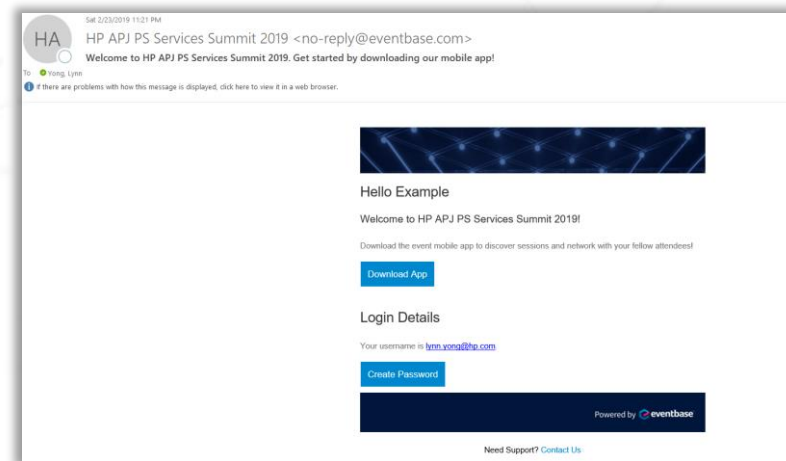 Sat 2/23/2019 11:21 PM
HA
HP APJ PS Services Summit 2019 <no-reply@eventbase.com>
Welcome to HP APJ PS Services Summit 2019. Get started by downloading our mobile app!
To Yong, Lynn
If there are problems with how this message is displayed, click here to view it in a web browser.
Hello Example
Welcome to HP APJ PS Services Summit 2019!
Download the event mobile app to discover sessions and network with your fellow attendees!
Download App
Login Details
Your username is lynn.yong@hp.com.
Create Password
Powered by eventbase
Need Support? Contact Us